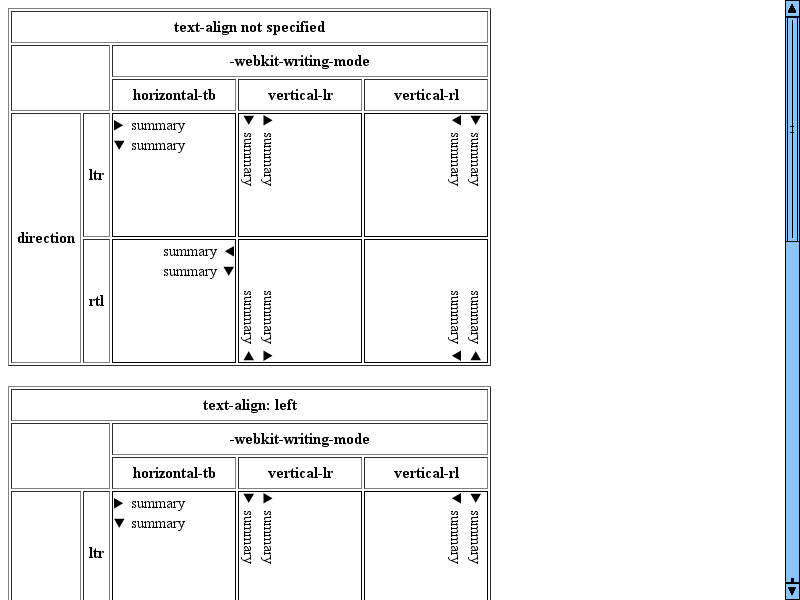 text-align not specified
-webkit-writing-mode
horizontal-tb vertical-lr vertical-rl
direction
ltr
summary
summary
summary
summary
summary
summary
rtl
summary
summary
summary
summary
summary
summary
text-align: left
-webkit-writing-mode
horizontal-tb vertical-lr vertical-rl
ltr
summary
summary
summary
summary
summary
summary